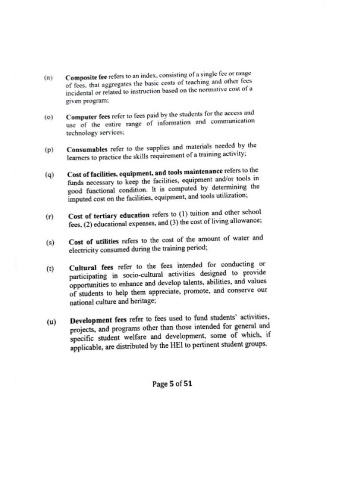 (n) Composite fee refers to an index, consisting of a single fee or range
of fees, that aggregates the basic costs of teaching and other fees
incidental or related to instruction based on the normative cost of a
given program;
(o) Computer fees refer to fees paid by the students for the access and
use of the entire range of information and communication
technology services;
(p) Consumables refer to the supplies and materials needed by the
learners to practice the skills requirement of a training activity;
(q) Cost of facilities, equipment, and tools maintenance refers to the
funds necessary to keep the facilities, equipment and/or tools in
good functional condition. It is computed by determining the
imputed cost on the facilities, equipment, and tools utilization;
(r) Cost of tertiary education refers to (1) tuition and other school
fees, (2) educational expenses, and (3) the cost of living allowance;
(s) Cost of utilities refers to the cost of the amount of water and
electricity consumed during the training period;
(t) Cultural fees refer to the fees intended for conducting or
participating in socio-cultural activities designed to provide
opportunities to enhance and develop talents, abilities, and values
of students to help them appreciate, promote, and conserve our
national culture and heritage;
(u) Development fees refer to fees used to fund students' activities,
projects, and programs other than those intended for general and
specific student welfare and development, some of which, if
applicable, are distributed by the HEI to pertinent student groups.
Page 5 of 51